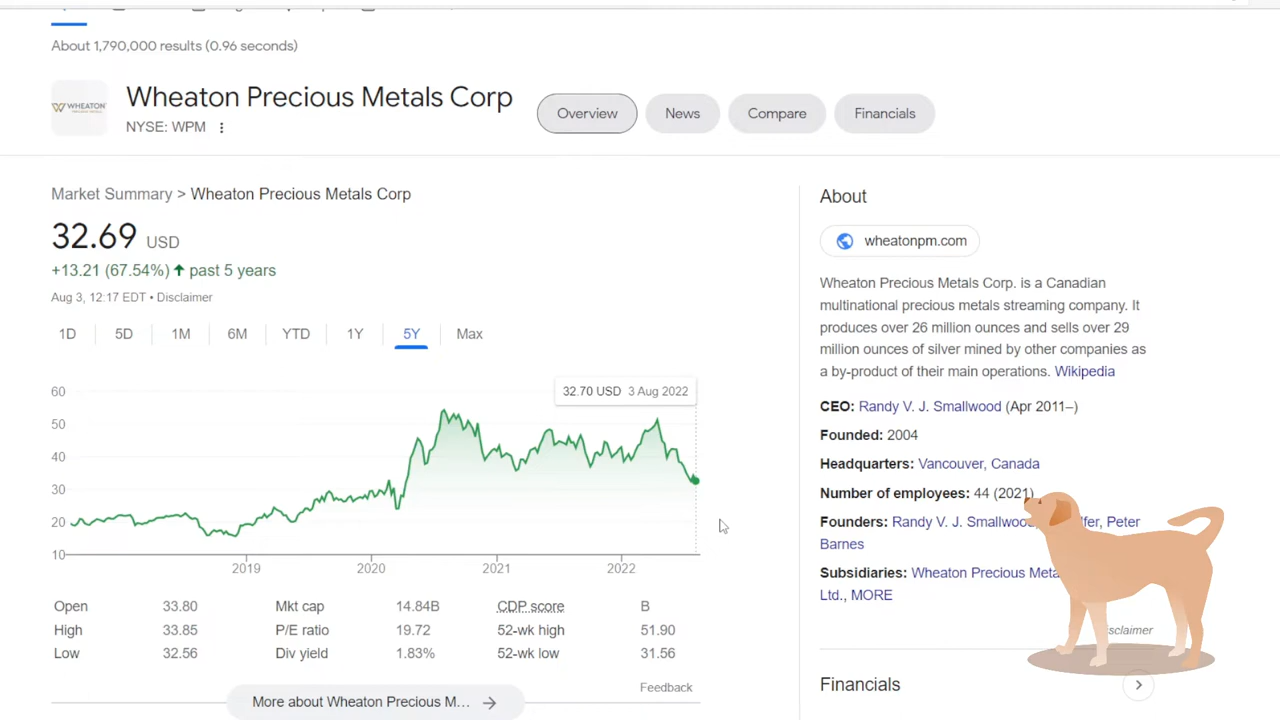 About 1,790,000 results (0.96 seconds)
WHEATON
Wheaton Precious Metals Corp
NYSE: WPM
Overview
News
Compare
Financials
Market Summary > Wheaton Precious Metals Corp
32.69 USD
+13.21 (67.54%) past 5 years
Aug 3, 12:17 EDT • Disclaimer
1D 5D 1M 6M YTD 1Y 5Y Max
32.70 USD 3 Aug 2022
60
50
40
30
20
10
2019 2020 2021 2022
Open 33.80 Mkt cap 14.84B CDP score B
High 33.85 P/E ratio 19.72 52-wk high 51.90
Low 32.56 Div yield 1.83% 52-wk low 31.56
Feedback
More about Wheaton Precious M...
About
wheatonpm.com
Wheaton Precious Metals Corp. is a Canadian
multinational precious metals streaming company. It
produces over 26 million ounces and sells over 29
million ounces of silver mined by other companies as
a by-product of their main operations. Wikipedia
CEO: Randy V. J. Smallwood (Apr 2011–)
Founded: 2004
Headquarters: Vancouver, Canada
Number of employees: 44 (2021)
Founders: Randy V. J. Smallwood, Peter
Barnes
Subsidiaries: Wheaton Precious
Ltd., MORE
Financials